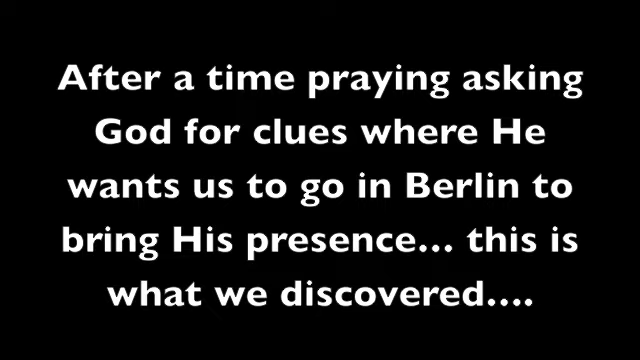 After a time praying asking
God for clues where He
wants us to go in Berlin to
bring His presence... this is
what we discovered....